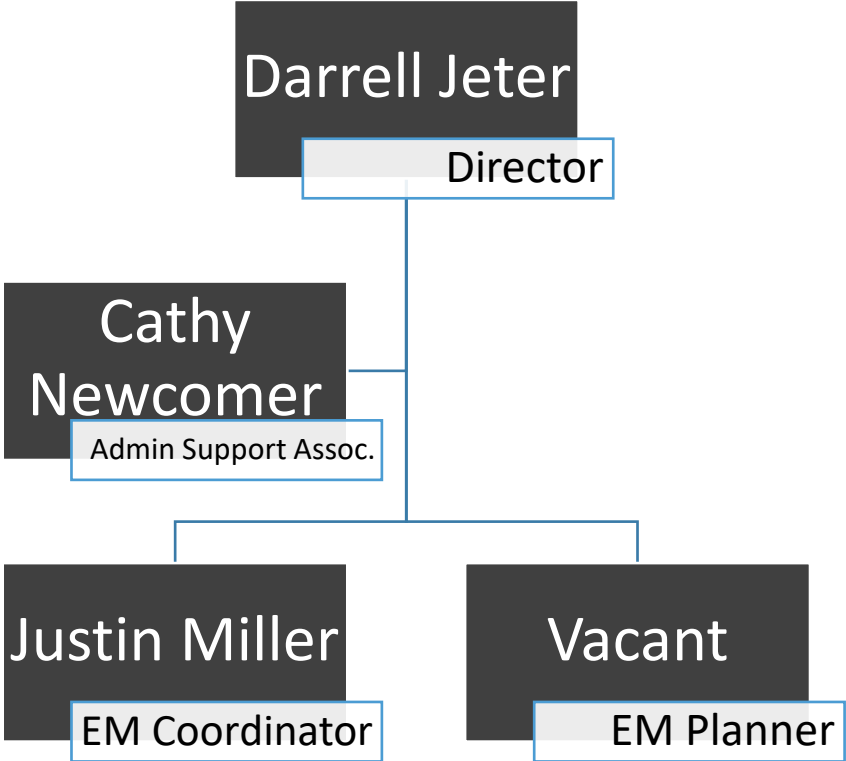 Darrell Jeter
Director
Cathy
Newcomer
Admin Support Assoc.
Justin Miller
EM Coordinator
Vacant
EM Planner